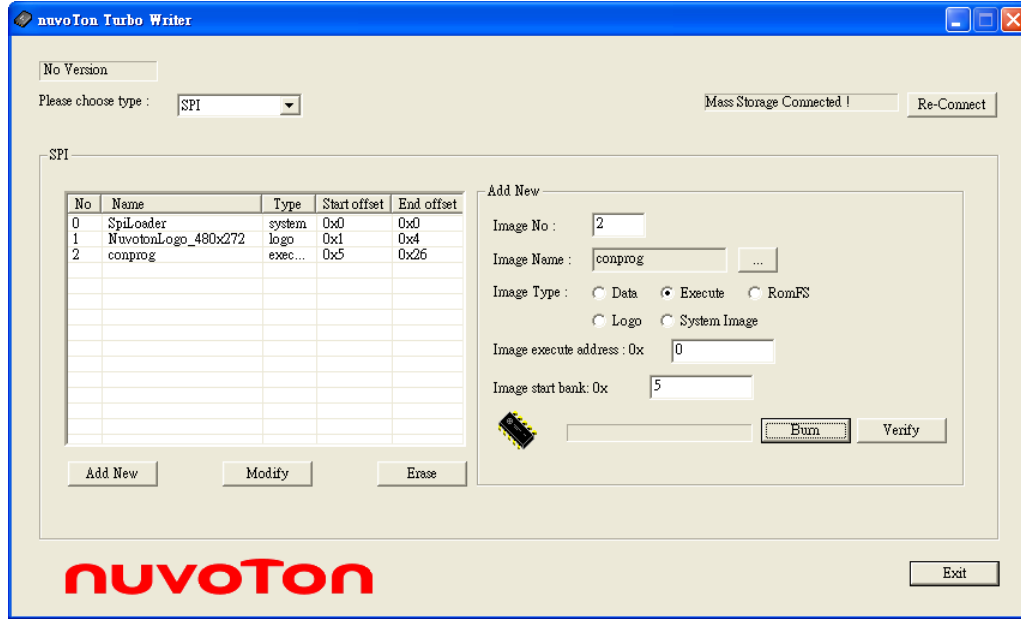 nuvoTon Turbo Writer
No Version
Please choose type : SPI
Mass Storage Connected ! Re-Connect
SPI
No Name Type Start offset End offset
0 SpiLoader system 0x0 0x0
1 NuvotonLogo_480x272 logo 0x1 0x4
2 conprog exec... 0x5 0x26
Add New Modify Erase
Add New
Image No : 2
Image Name : conprog ...
Image Type : Data Execute RomFS
Logo System Image
Image execute address : 0x 0
Image start bank: 0x 5
Burn Verify
nuvoTon
Exit